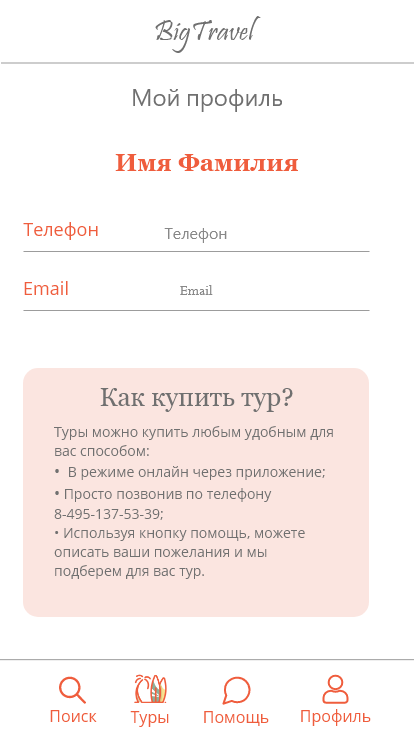 BigTravel
Мой профиль
Имя Фамилия
Телефон Телефон
Email Email
Как купить тур?
Туры можно купить любым удобным для
вас способом:
• В режиме онлайн через приложение;
• Просто позвонив по телефону
8-495-137-53-39;
• Используя кнопку помощь, можете
описать ваши пожелания и мы
подберем для вас тур.
Поиск Туры Помощь Профиль